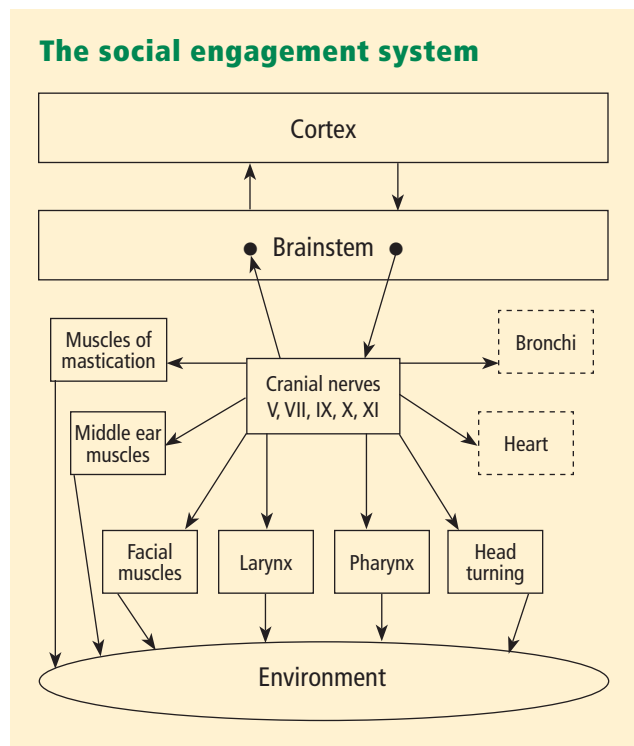 The social engagement system
Cortex
Brainstem
Muscles of
mastication
Bronchi
Cranial nerves
V, VII, IX, X, XI
Middle ear
muscles
Heart
Facial
muscles
Larynx
Pharynx
Head
turning
Environment